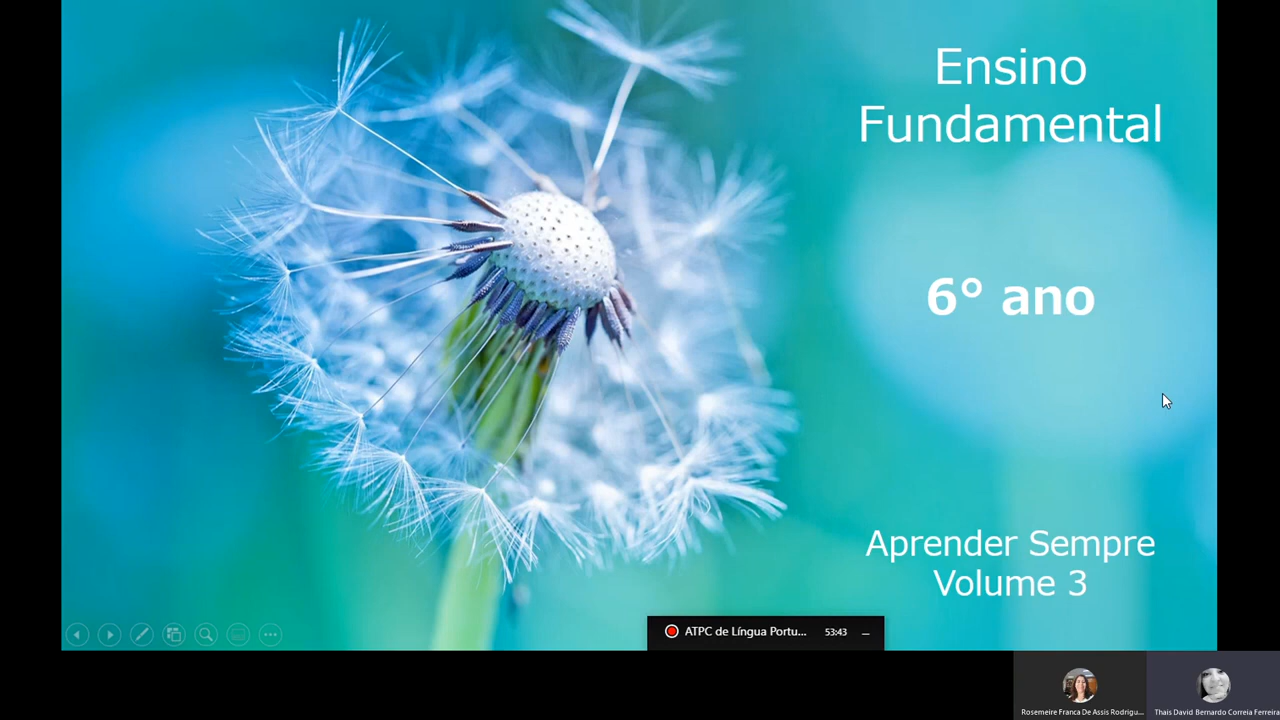 Ensino
Fundamental
6° ano
Aprender Sempre
Volume 3
ATPC de Língua Portu... 53:43
Rosemeire Franca De Assis Rodrigu...
Thais David Bernardo Correia Ferreira